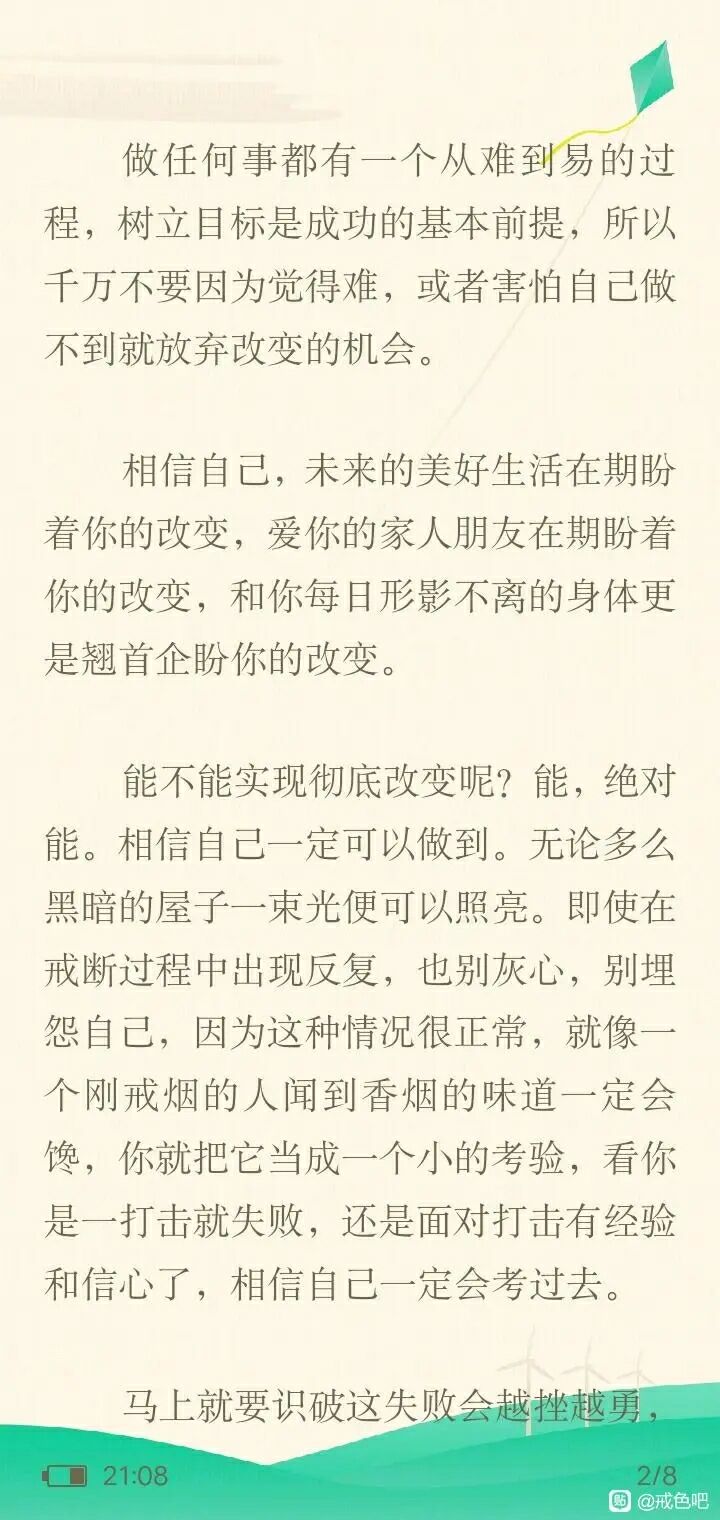 做任何事都有一个从难到易的过
程，树立目标是成功的基本前提，所以
千万不要因为觉得难，或者害怕自己做
不到就放弃改变的机会。
相信自己，未来的美好生活在期盼
着你的改变，爱你的家人朋友在期盼着
你的改变，和你每日形影不离的身体更
是翘首企盼你的改变。
能不能实现彻底改变呢？能，绝对
能。相信自己一定可以做到。无论多么
黑暗的屋子一束光便可以照亮。即使在
戒断过程中出现反复，也别灰心，别埋
怨自己，因为这种情况很正常，就像一
个刚戒烟的人闻到香烟的味道一定会
馋，你就把它当成一个小的考验，看你
是一打击就失败，还是面对打击有经验
和信心了，相信自己一定会考过去。
马上就要识破这失败会越挫越勇，
21:08 2/8
贴 @戒色吧